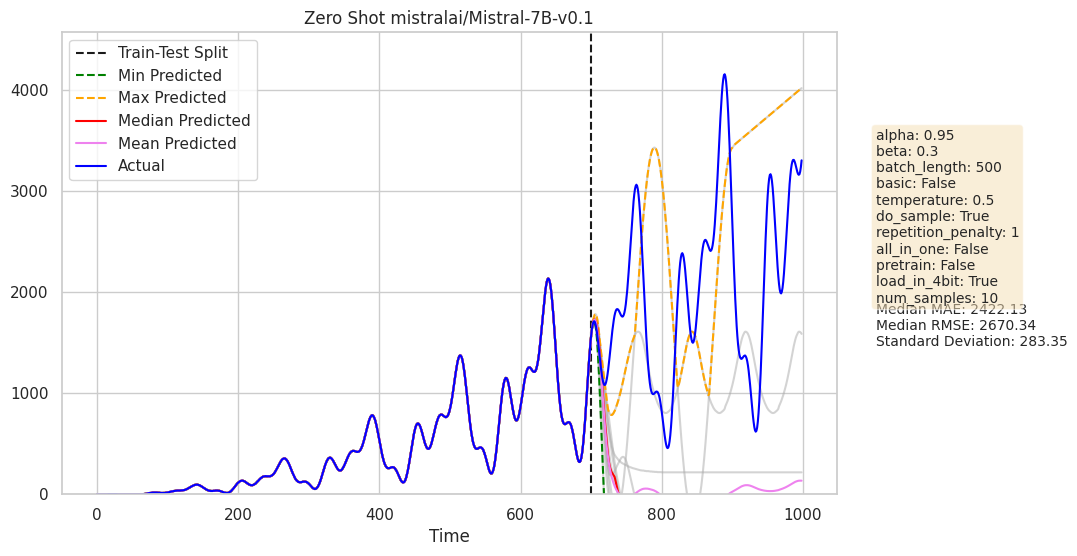 Zero Shot mistralai/Mistral-7B-v0.1
Train-Test Split
Min Predicted
Max Predicted
Median Predicted
Mean Predicted
Actual
4000
3000
2000
1000
0
0
200
400
600
800
1000
Time
alpha: 0.95
beta: 0.3
batch_length: 500
basic: False
temperature: 0.5
do_sample: True
repetition_penalty: 1
all_in_one: False
pretrain: False
load_in_4bit: True
num_samples: 10
Median MAE: 2422.13
Median RMSE: 2670.34
Standard Deviation: 283.35